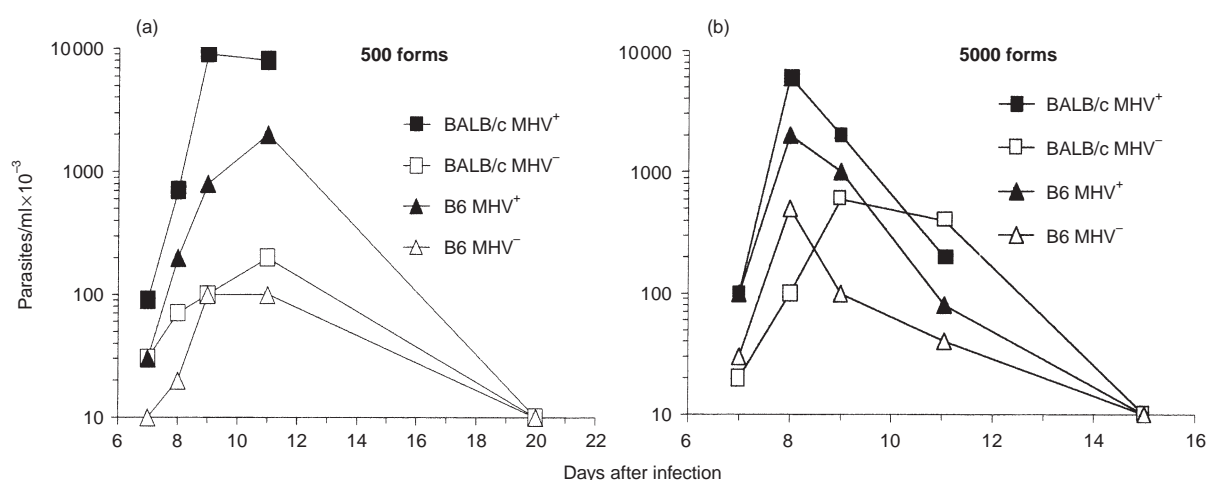 (a)
500 forms
10000
1000
100
10
BALB/c MHV⁺
BALB/c MHV⁻
B6 MHV⁺
B6 MHV⁻
6 8 10 12 14 16 18 20 22
Parasites/ml×10⁻³
(b)
5000 forms
10000
1000
100
10
BALB/c MHV⁺
BALB/c MHV⁻
B6 MHV⁺
B6 MHV⁻
6 8 10 12 14 16
Days after infection